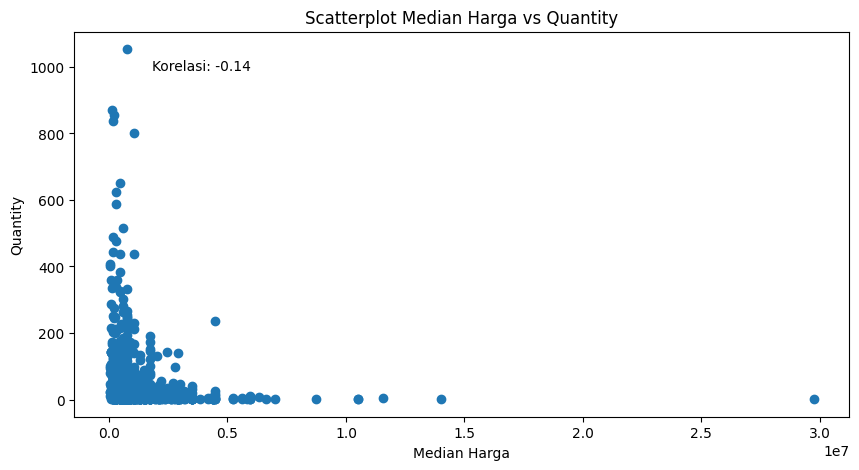 Scatterplot Median Harga vs Quantity
Korelasi: -0.14
1000
800
600
400
200
0
Quantity
0.0 0.5 1.0 1.5 2.0 2.5 3.0
1e7
Median Harga